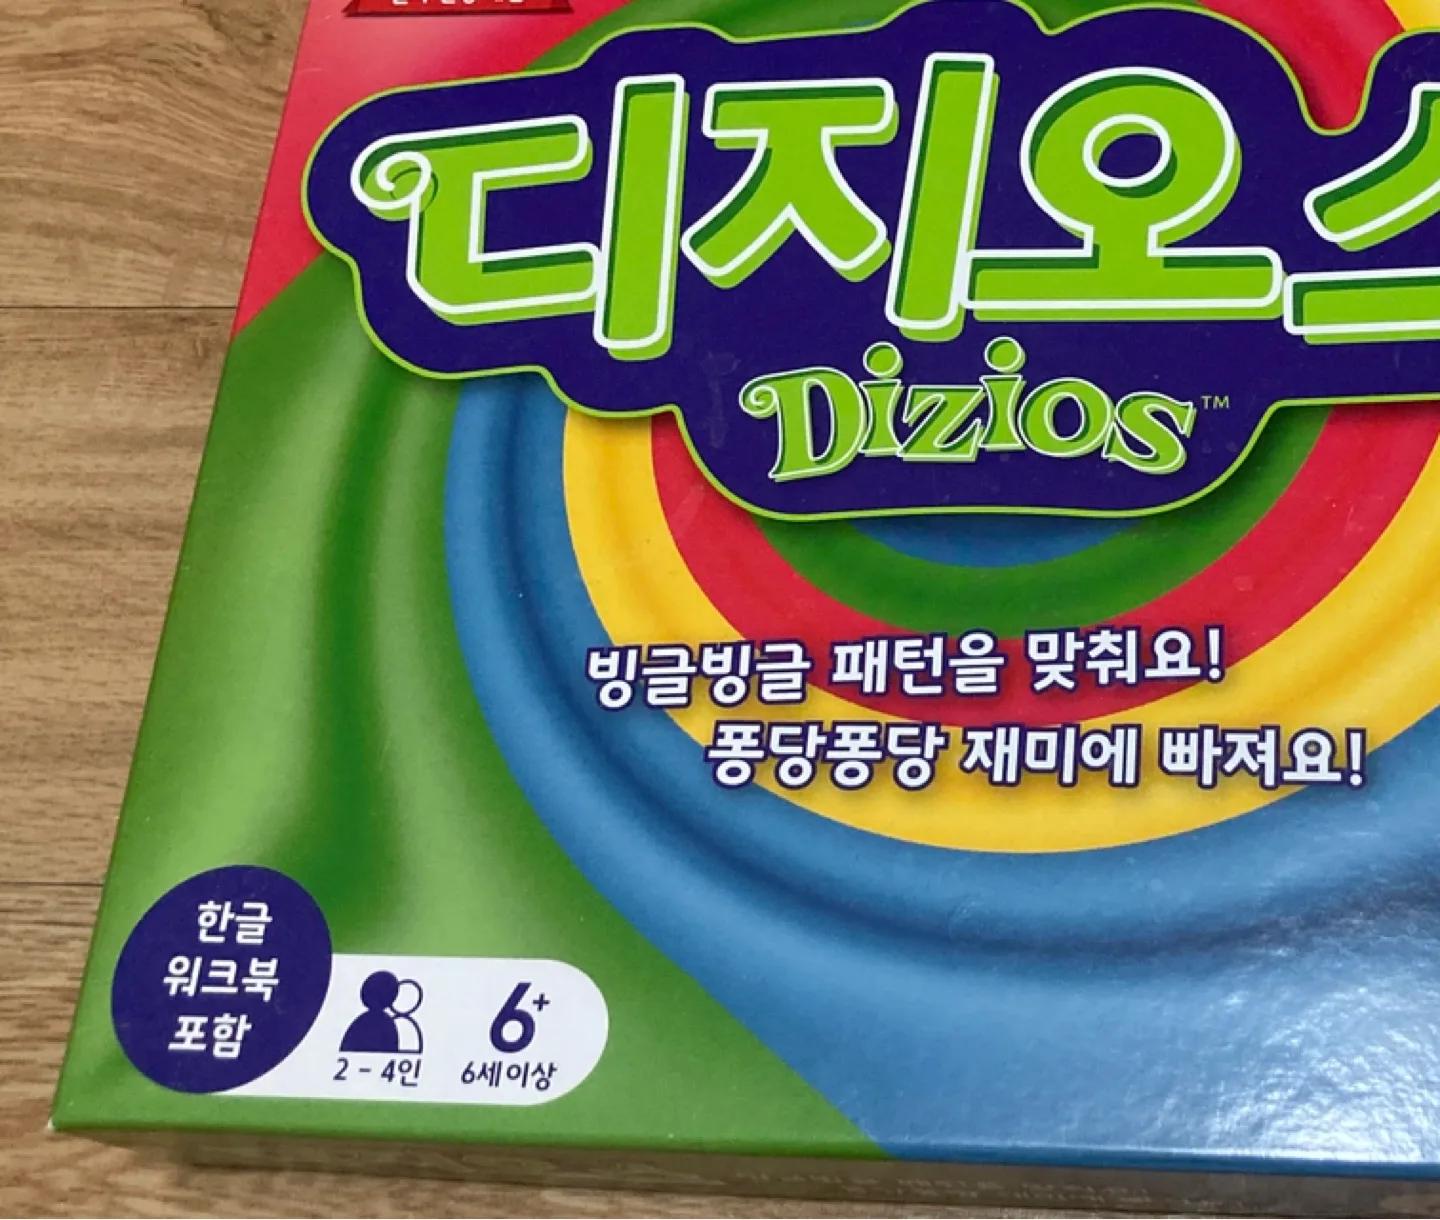 디지오스
Dizios™
빙글빙글 패턴을 맞춰요!
퐁당퐁당 재미에 빠져요!
한글
워크북
포함
2 - 4인
6+
6세이상